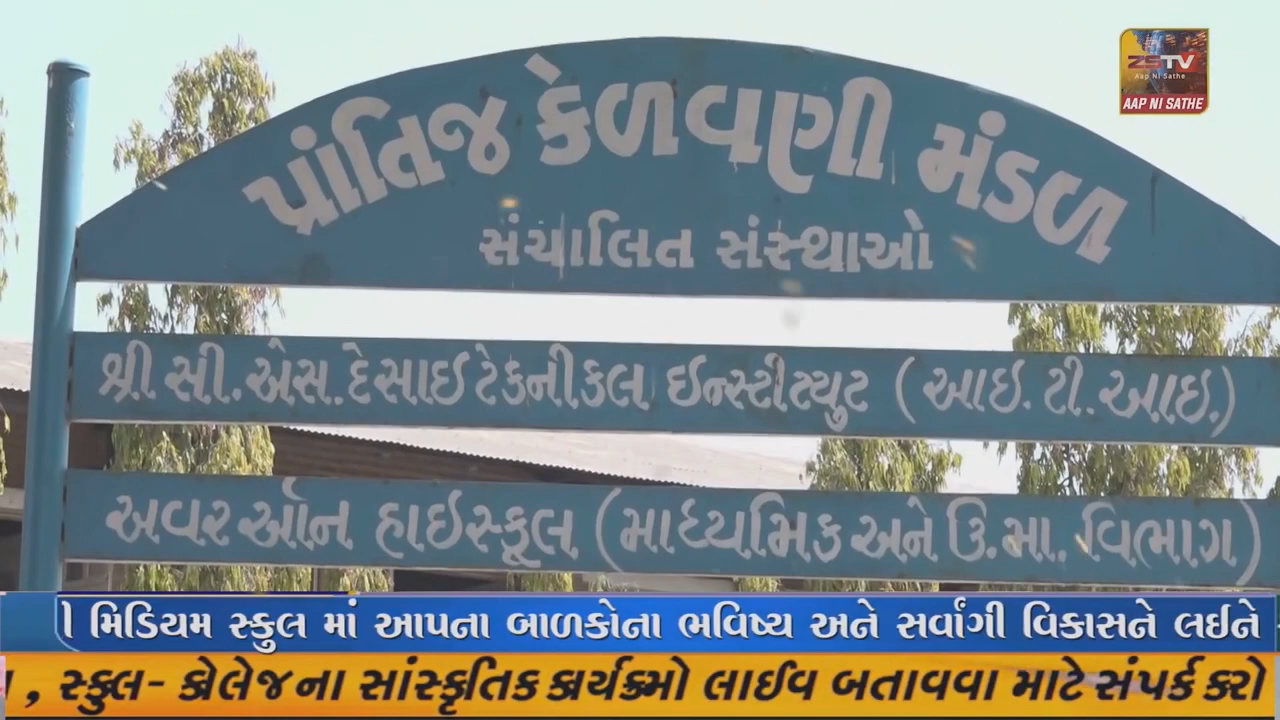 ZSTV
Aap Ni Sathe
AAP NI SATHE
પ્રાંતિજ કેળવણી મંડળ
સંચાલિત સંસ્થાઓ
શ્રી સી. એસ. દેસાઇ ટેકનીકલ ઇન્સ્ટીટ્યુટ (આઇ. ટી. આઇ.)
અવર ઓન હાઇસ્કૂલ (માધ્યમિક અને ઉ. મા. વિભાગ)
મિડિયમ સ્કુલ માં આપના બાળકોના ભવિષ્ય અને સર્વાંગી વિકાસને લઈને
, સ્કુલ- કોલેજના સાંસ્કૃતિક કાર્યક્રમો લાઈવ બતાવવા માટે સંપર્ક કરો